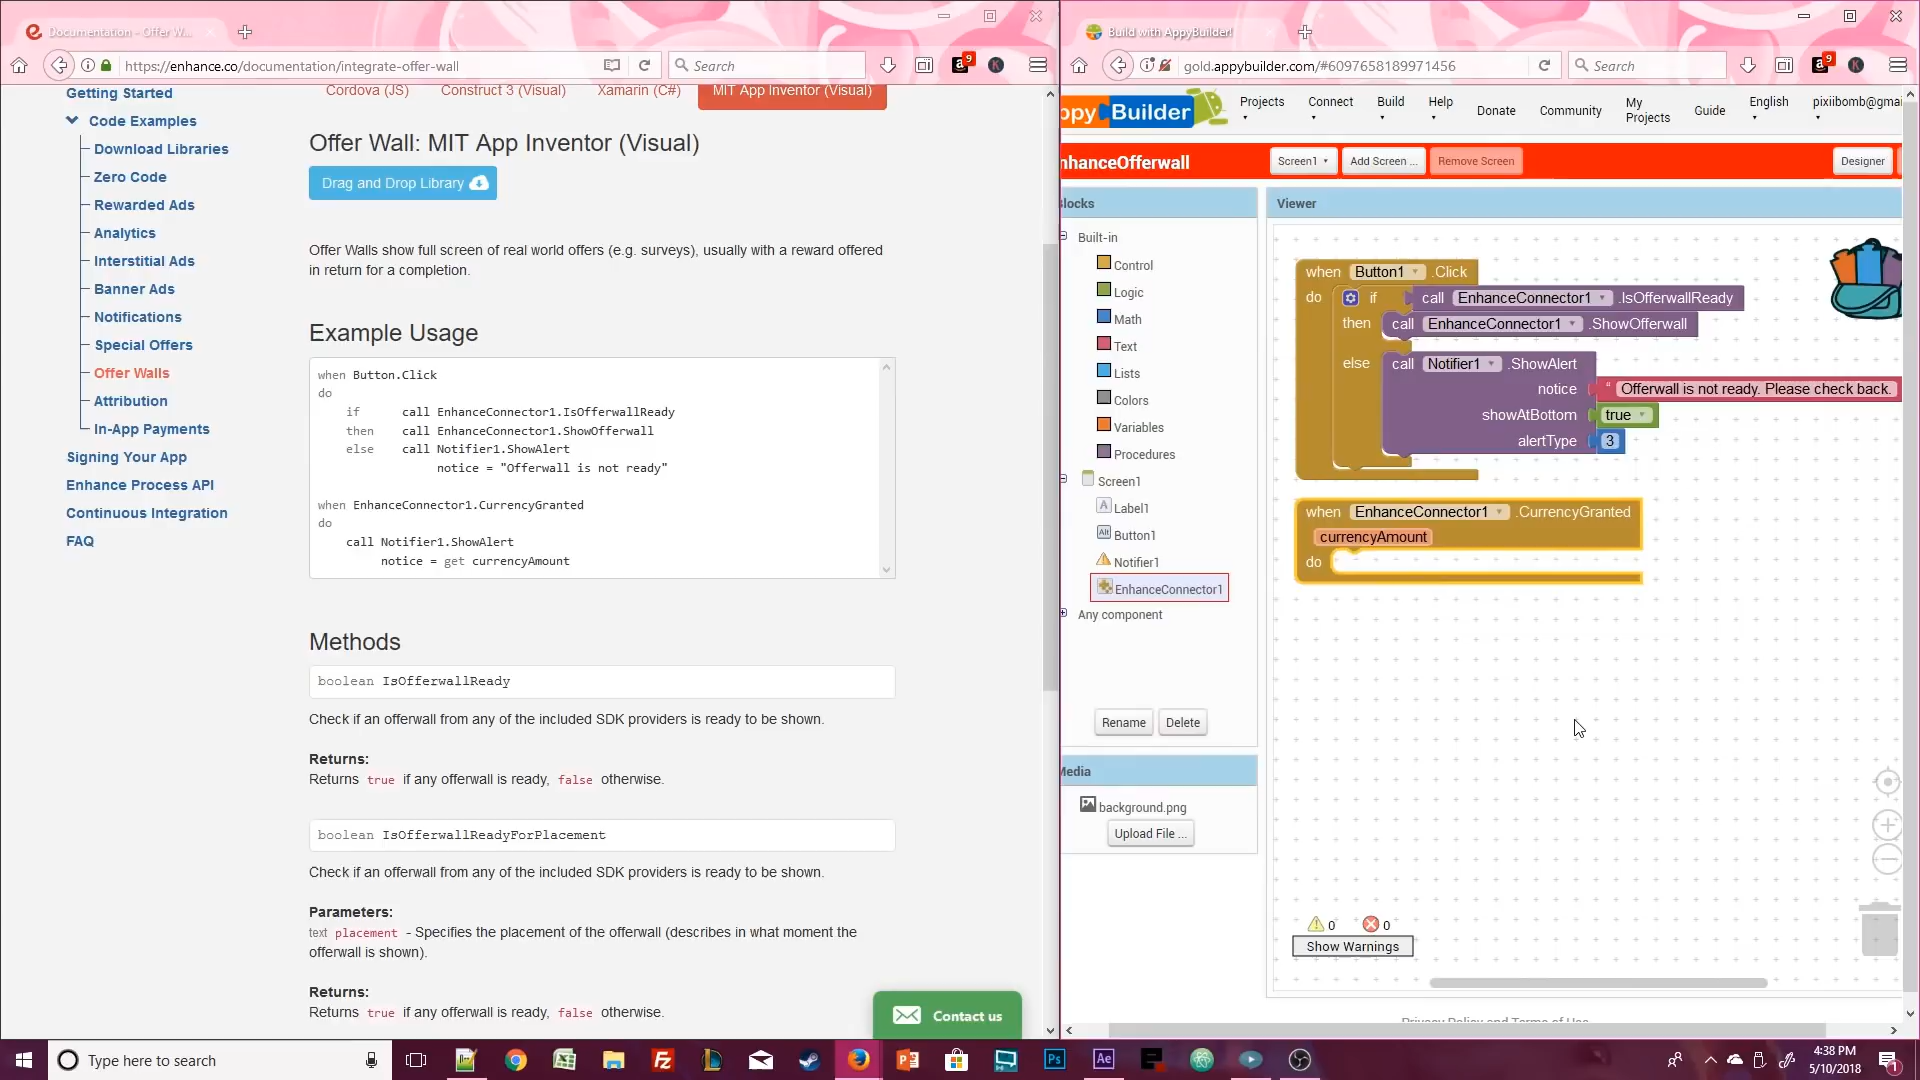 Documentation - Offer W...
https://enhance.co/documentation/integrate-offer-wall
Search
Getting Started
Code Examples
Download Libraries
Zero Code
Rewarded Ads
Analytics
Interstitial Ads
Banner Ads
Notifications
Special Offers
Offer Walls
Attribution
In-App Payments
Signing Your App
Enhance Process API
Continuous Integration
FAQ
Cordova (JS)
Construct 3 (Visual)
Xamarin (C#)
MIT App Inventor (Visual)
Offer Wall: MIT App Inventor (Visual)
Drag and Drop Library
Offer Walls show full screen of real world offers (e.g. surveys), usually with a reward offered
in return for a completion.
Example Usage
when Button.Click
do
if call EnhanceConnector1.IsOfferwallReady
then call EnhanceConnector1.ShowOfferwall
else call Notifier1.ShowAlert
notice = "Offerwall is not ready"
when EnhanceConnector1.CurrencyGranted
do
call Notifier1.ShowAlert
notice = get currencyAmount
Methods
boolean IsOfferwallReady
Check if an offerwall from any of the included SDK providers is ready to be shown.
Returns:
Returns true if any offerwall is ready, false otherwise.
boolean IsOfferwallReadyForPlacement
Check if an offerwall from any of the included SDK providers is ready to be shown.
Parameters:
text placement - Specifies the placement of the offerwall (describes in what moment the
offerwall is shown).
Returns:
Returns true if any offerwall is ready, false otherwise.
Contact us
Build with AppyBuilder!
gold.appybuilder.com/#6097658189971456
Search
ppy Builder
Projects
Connect
Build
Help
Donate
Community
My
Projects
Guide
English
pixiibomb@gma
nhanceOfferwall
Screen1
Add Screen ...
Remove Screen
Designer
locks
Viewer
Built-in
Control
Logic
Math
Text
Lists
Colors
Variables
Procedures
Screen1
Label1
Button1
Notifier1
EnhanceConnector1
Any component
Rename
Delete
Media
background.png
Upload File ...
when Button1 .Click
do if call EnhanceConnector1 .IsOfferwallReady
then call EnhanceConnector1 .ShowOfferwall
else call Notifier1 .ShowAlert
notice " Offerwall is not ready. Please check back.
showAtBottom true
alertType 3
when EnhanceConnector1 .CurrencyGranted
currencyAmount
do
0 0
Show Warnings
Privacy Policy and Terms of Use
Type here to search
4:38 PM
5/10/2018